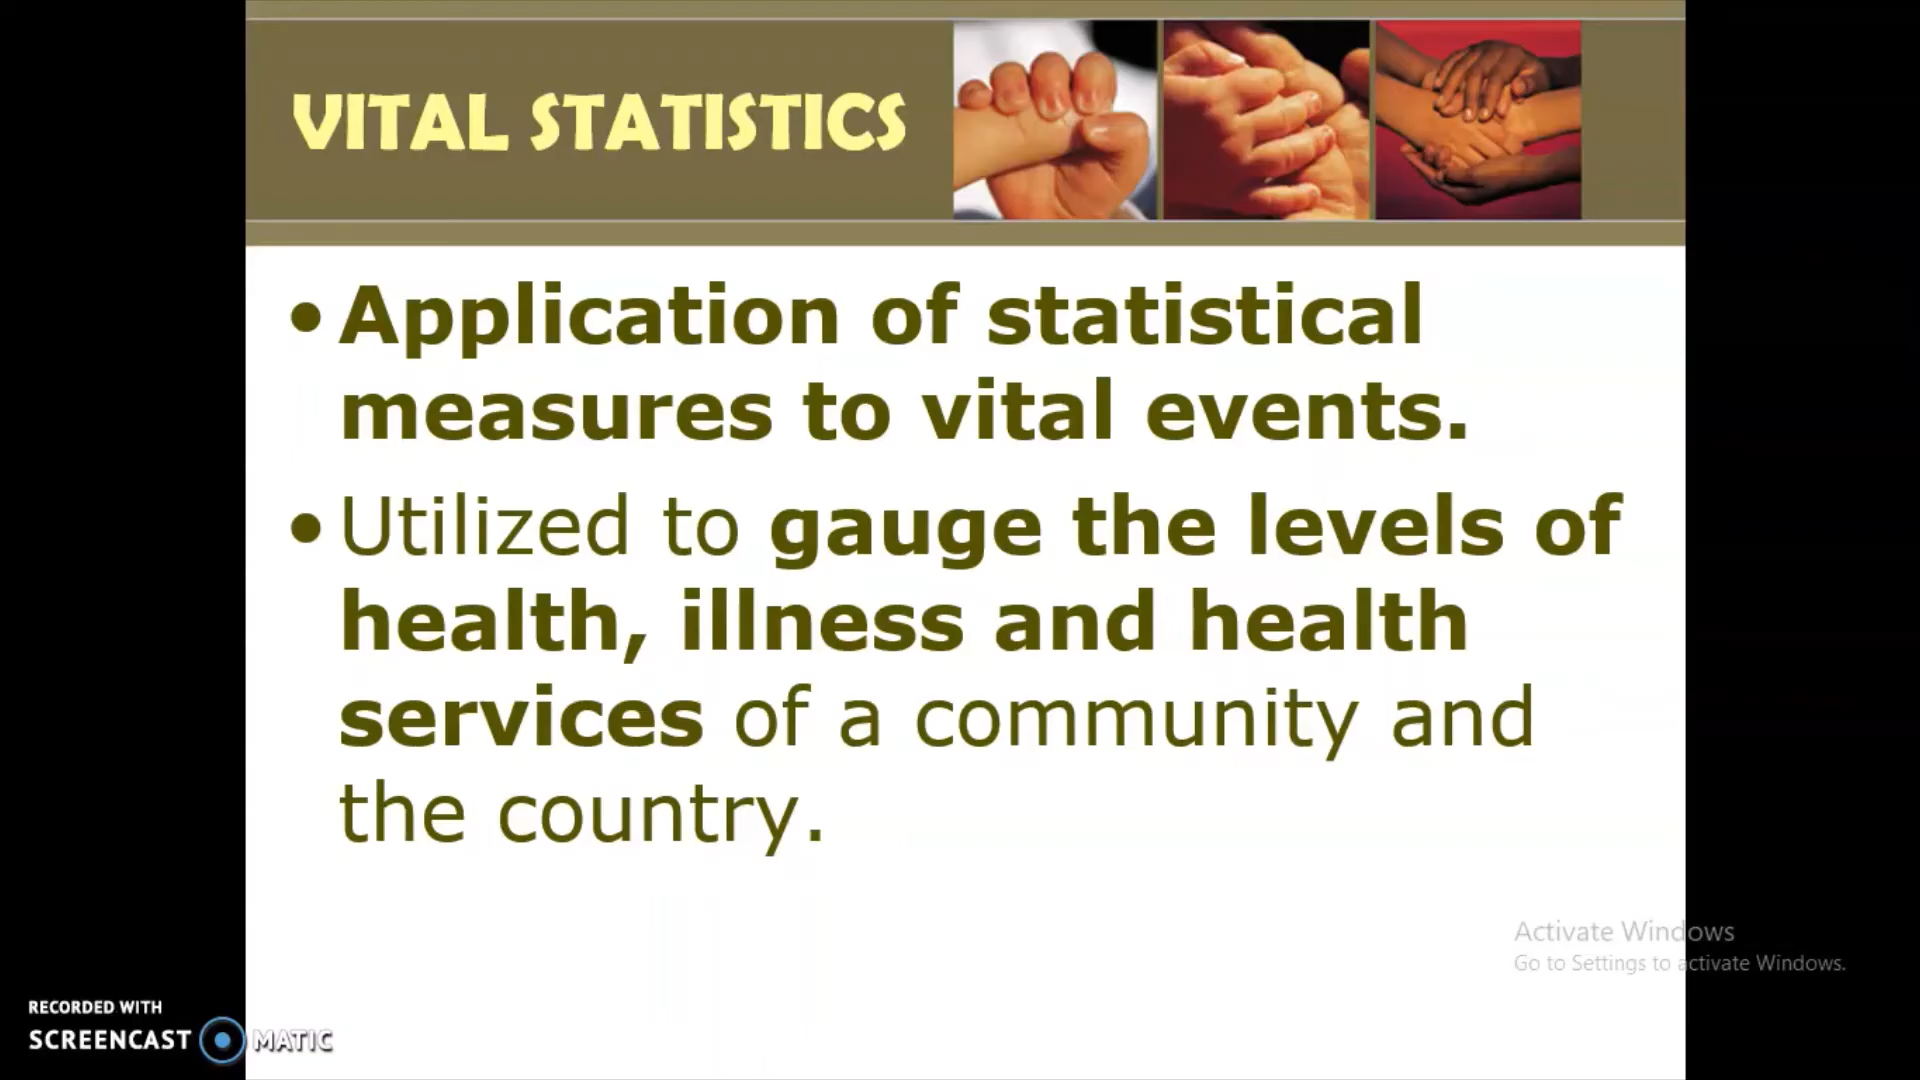 VITAL STATISTICS
• Application of statistical
measures to vital events.
• Utilized to gauge the levels of
health, illness and health
services of a community and
the country.
Activate Windows
Go to Settings to activate Windows.
RECORDED WITH
SCREENCAST MATIC